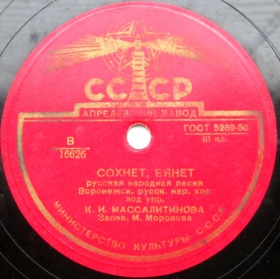 СССР
АПРЕЛЕВСКИЙ ЗАВОД
ГОСТ 5289-50
В
16626
III кл.
СОХНЕТ, ВЯНЕТ
русская народная песня
Воронежск. русск. нар. хор
под упр.
К. И. МАССАЛИТИНОВА
Запев. М. Морозова
МИНИСТЕРСТВО КУЛЬТУРЫ СССР